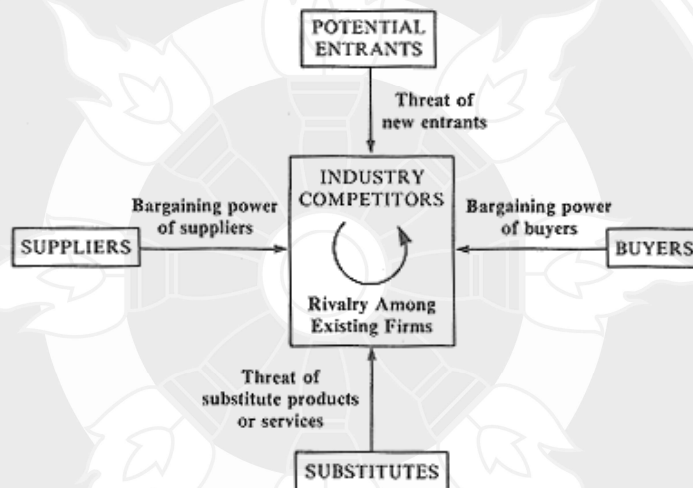 POTENTIAL
ENTRANTS
Threat of
new entrants
INDUSTRY
COMPETITORS
Bargaining power
of suppliers
Bargaining power
of buyers
SUPPLIERS
BUYERS
Rivalry Among
Existing Firms
Threat of
substitute products
or services
SUBSTITUTES